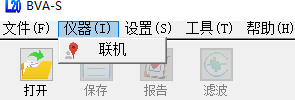 BVA-S
文件(F) 仪器(I) 设置(S) 工具(T) 帮助(H)
联机
打开 保存 报告 滤波